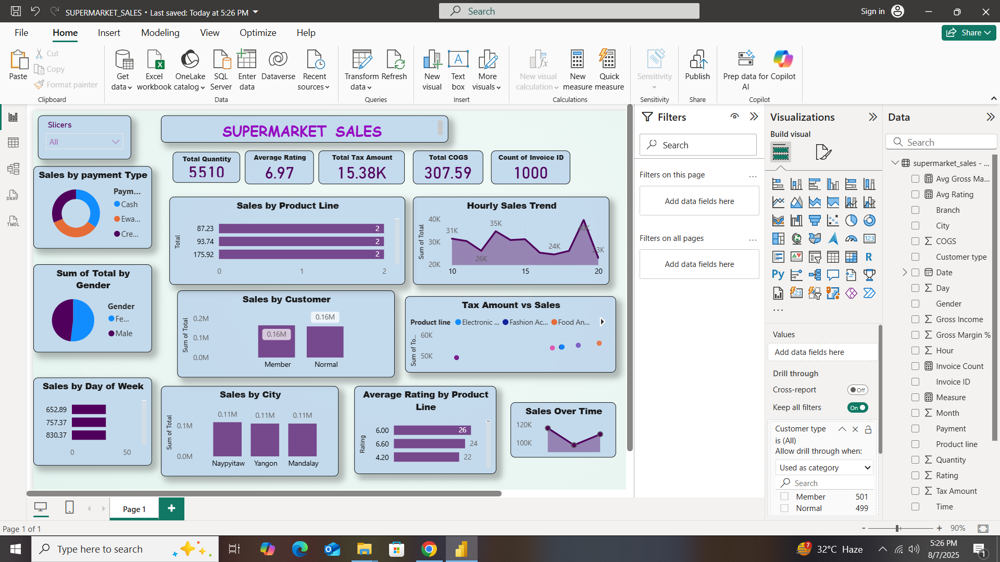 SUPERMARKET_SALES • Last saved: Today at 5:26 PM
Search
Sign in
File
Home
Insert
Modeling
View
Optimize
Help
Share
Paste
Cut
Copy
Format painter
Clipboard
Get data
Excel workbook
OneLake catalog
SQL Server
Enter data
Dataverse
Recent sources
Data
Transform data
Refresh
Queries
New visual
Text box
More visuals
Insert
New visual calculation
New measure
Quick measure
Calculations
Sensitivity
Sensitivity
Publish
Share
Prep data for AI
Copilot
Copilot
Slicers
All
SUPERMARKET SALES
Total Quantity
5510
Average Rating
6.97
Total Tax Amount
15.38K
Total COGS
307.59
Count of Invoice ID
1000
Sales by payment Type
Paym...
Cash
Ewa...
Cre...
Sales by Product Line
Total
87.23
2
93.74
2
175.92
2
0
1
2
Hourly Sales Trend
Sum of Total
40K
30K
20K
31K
26K
35K
24K
40K
23K
10
15
20
Sum of Total by
Gender
Gender
Fe...
Male
Sales by Customer
Sum of Total
0.2M
0.1M
0.0M
0.16M
0.16M
Member
Normal
Tax Amount vs Sales
Product line
Electronic ...
Fashion Ac...
Food An...
Sum of To...
60K
50K
Sales by Day of Week
652.89
757.37
830.37
0
50
Sales by City
Sum of Total
0.1M
0.0M
0.11M
0.11M
0.11M
Naypyitaw
Yangon
Mandalay
Average Rating by Product
Line
Rating
6.00
26
6.60
24
4.20
22
Sales Over Time
120K
100K
Filters
Search
Filters on this page
...
Add data fields here
Filters on all pages
...
Add data fields here
Visualizations
Build visual
123
R
Py
123
...
Values
Add data fields here
Drill through
Cross-report
Off
Keep all filters
On
Customer type
is (All)
Allow drill through when:
Used as category
Search
Member 501
Normal 499
Data
Search
supermarket_sales - ...
Avg Gross Ma...
Avg Rating
Branch
City
COGS
Customer type
Date
Day
Gender
Gross Income
Gross Margin %
Hour
Invoice Count
Invoice ID
Measure
Month
Payment
Product line
Quantity
Rating
Tax Amount
Time
DAX
TMDL
Page 1
+
Page 1 of 1
- + 90%
Type here to search
7
32°C Haze
5:26 PM
8/7/2025
1